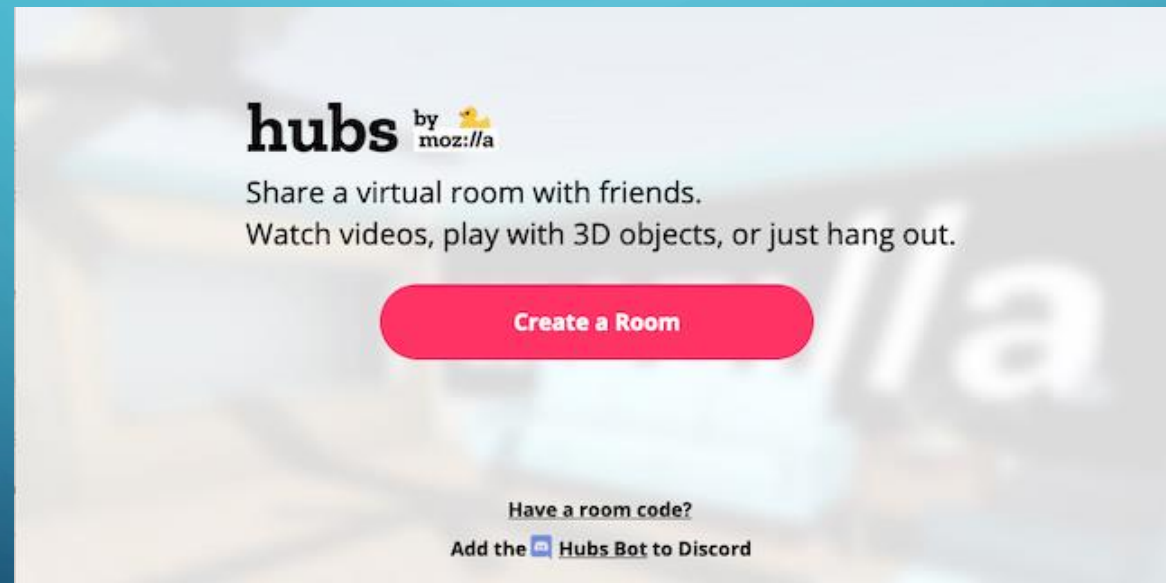 hubs by moz://a
Share a virtual room with friends.
Watch videos, play with 3D objects, or just hang out.
Create a Room
Have a room code?
Add the Hubs Bot to Discord
//a